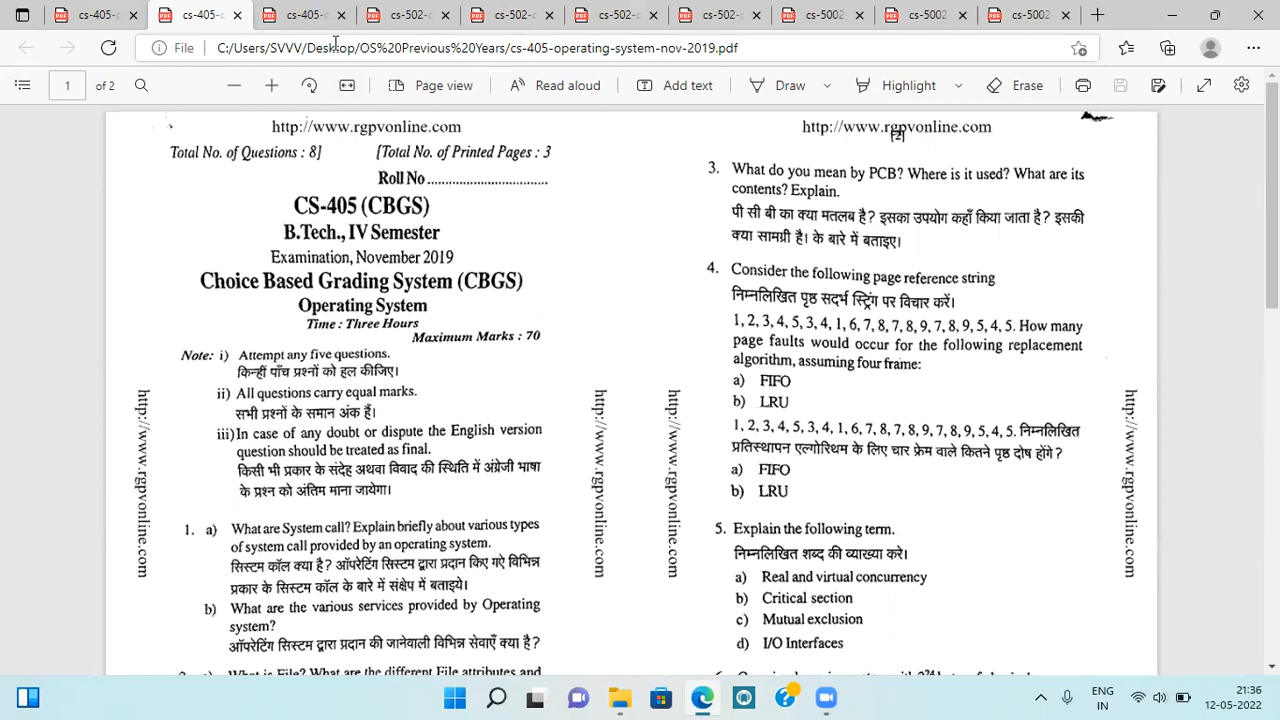 cs-405-c
cs-405-c
cs-405-c
cs-502-
cs-502-c
cs-502-
cs-502-
cs-5002
cs-5002
cs-5002
File
C:/Users/SVVV/Desktop/OS%20Previous%20Years/cs-405-operating-system-nov-2019.pdf
1 of 2
Page view
Read aloud
Add text
Draw
Highlight
Erase
http://www.rgpvonline.com
Total No. of Questions : 8]
[Total No. of Printed Pages : 3
Roll No ..................................
CS-405 (CBGS)
B.Tech., IV Semester
Examination, November 2019
Choice Based Grading System (CBGS)
Operating System
Time : Three Hours
Maximum Marks : 70
Note: i) Attempt any five questions.
किन्हीं पाँच प्रश्नों को हल कीजिए।
ii) All questions carry equal marks.
सभी प्रश्नों के समान अंक हैं।
iii) In case of any doubt or dispute the English version
question should be treated as final.
किसी भी प्रकार के संदेह अथवा विवाद की स्थिति में अंग्रेजी भाषा
के प्रश्न को अंतिम माना जायेगा।
1. a) What are System call? Explain briefly about various types
of system call provided by an operating system.
सिस्टम कॉल क्या है? ऑपरेटिंग सिस्टम द्वारा प्रदान किए गऐ विभिन्न
प्रकार के सिस्टम कॉल के बारे में संक्षेप में बताइये।
b) What are the various services provided by Operating
system?
ऑपरेटिंग सिस्टम द्वारा प्रदान की जानेवाली विभिन्न सेवाएँ क्या है?
2. a) What is File? What are the different File attributes and
http://www.rgpvonline.com
http://www.rgpvonline.com
http://www.rgpvonline.com
[2]
3. What do you mean by PCB? Where is it used? What are its
contents? Explain.
पी सी बी का क्या मतलब है? इसका उपयोग कहाँ किया जाता है? इसकी
क्या सामग्री है। के बारे में बताइए।
4. Consider the following page reference string
निम्नलिखित पृष्ठ सदर्भ स्ट्रिंग पर विचार करें।
1, 2, 3, 4, 5, 3, 4, 1, 6, 7, 8, 7, 8, 9, 7, 8, 9, 5, 4, 5. How many
page faults would occur for the following replacement
algorithm, assuming four frame:
a) FIFO
b) LRU
1, 2, 3, 4, 5, 3, 4, 1, 6, 7, 8, 7, 8, 9, 7, 8, 9, 5, 4, 5. निम्नलिखित
प्रतिस्थापन एल्गोरिथम के लिए चार फ्रेम वाले कितने पृष्ठ दोष होंगे?
a) FIFO
b) LRU
5. Explain the following term.
निम्नलिखित शब्द की व्याख्या करे।
a) Real and virtual concurrency
b) Critical section
c) Mutual exclusion
d) I/O Interfaces
http://www.rgpvonline.com
http://www.rgpvonline.com
ENG
IN
21:36
12-05-2022